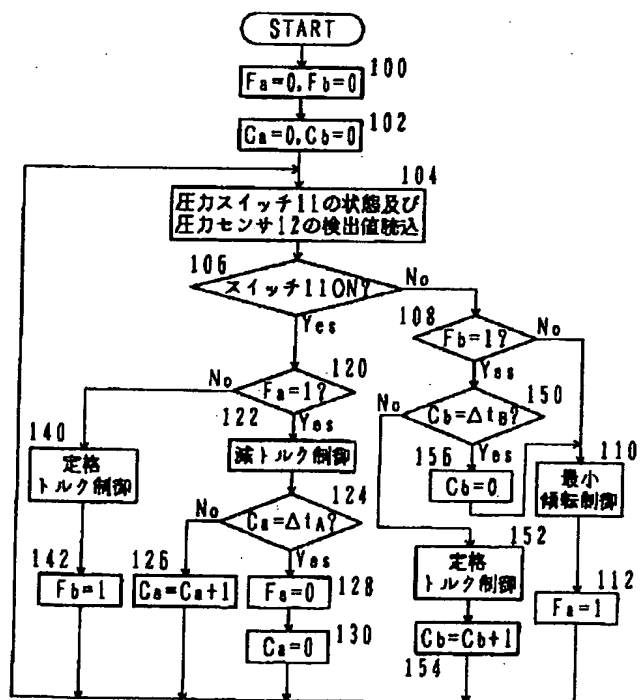 START
100
Fa=0,Fb=0
102
Ca=0,Cb=0
104
圧力スイッチ11の状態及び
圧力センサ12の検出値読込
106
スイッチ11ON?
No
Yes
108
Fb=1?
No
Yes
120
Fa=1?
No
Yes
122
減トルク制御
140
定格
トルク制御
142
Fb=1
124
Ca=ΔtA?
No
Yes
126
Ca=Ca+1
128
Fa=0
130
Ca=0
150
Cb=ΔtB?
No
Yes
156
Cb=0
110
最小
傾転制御
152
定格
トルク制御
112
Fa=1
Cb=Cb+1
154